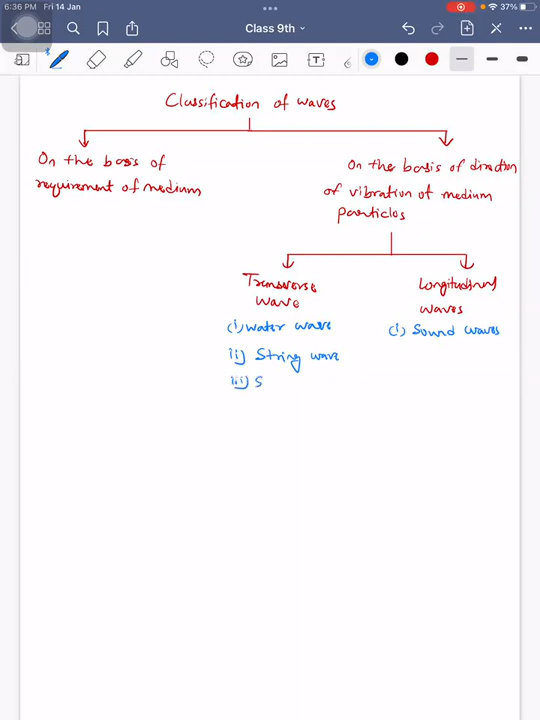 6:36 PM Fri 14 Jan
37%
Class 9th
T
Classification of waves
On the basis of
requirement of medium
On the basis of direction
of vibration of medium
particles
Transverse
wave
Longitudinal
waves
(i) water wave
(i) Sound waves
ii) String wave
iii) S